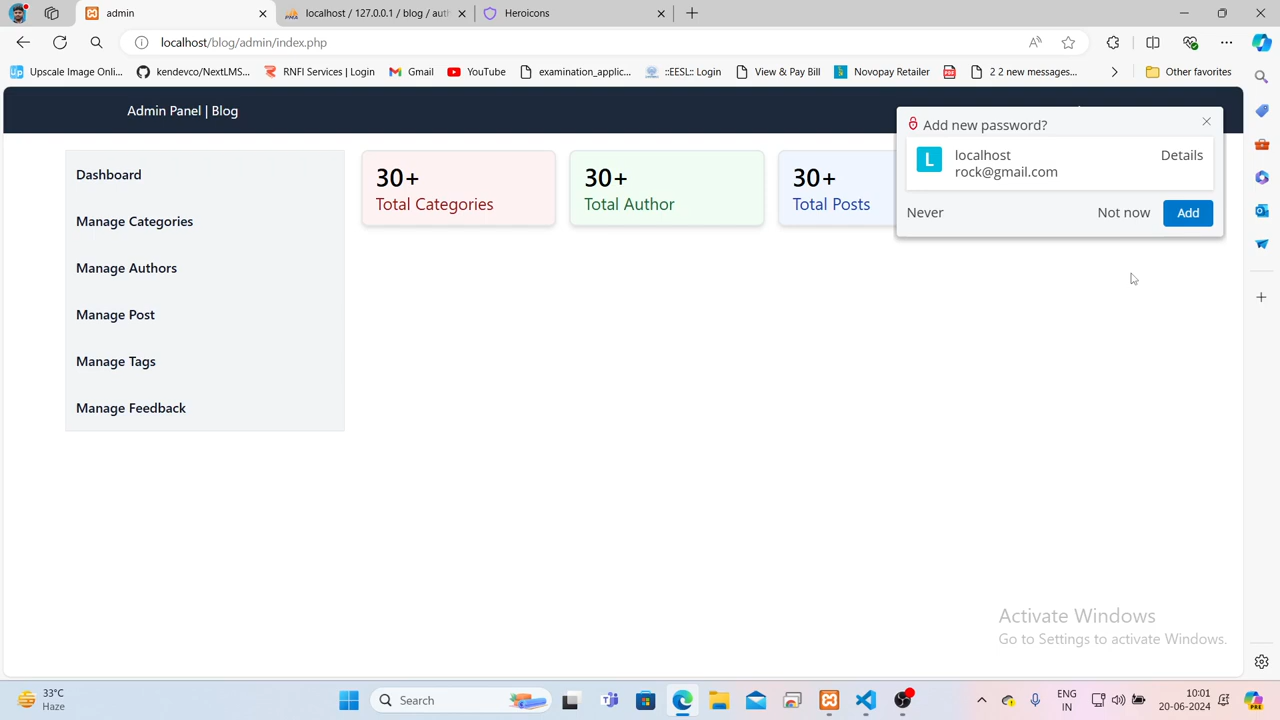 admin
localhost / 127.0.0.1 / blog / auth
Heroicons
localhost/blog/admin/index.php
Upscale Image Onli...
kendevco/NextLMS...
RNFI Services | Login
Gmail
YouTube
examination_applic...
::EESL:: Login
View & Pay Bill
Novopay Retailer
2 2 new messages...
Other favorites
Admin Panel | Blog
Add new password?
localhost
rock@gmail.com
Details
Never
Not now
Add
Dashboard
Manage Categories
Manage Authors
Manage Post
Manage Tags
Manage Feedback
30+
Total Categories
30+
Total Author
30+
Total Posts
Activate Windows
Go to Settings to activate Windows.
33°C
Haze
Search
ENG
IN
10:01
20-06-2024